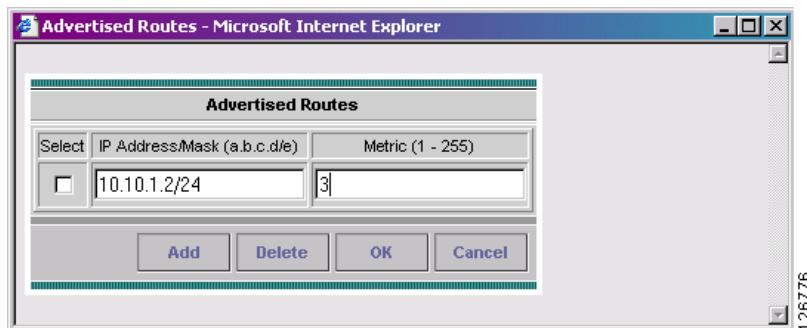 Advertised Routes - Microsoft Internet Explorer
Advertised Routes
Select IP Address/Mask (a.b.c.d/e) Metric (1 - 255)
10.10.1.2/24 3
Add Delete OK Cancel
126776